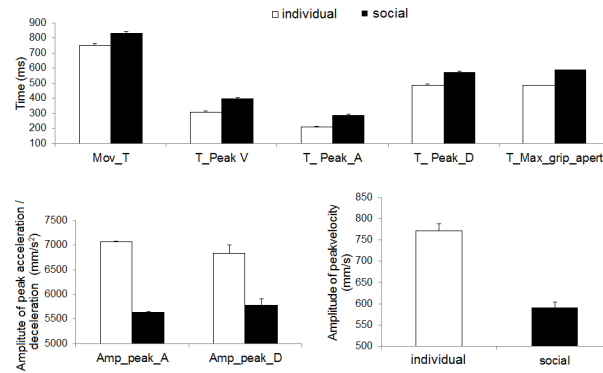 individual social
900
800
700
600
500
400
300
200
100
Time (ms)
Mov_T T_Peak V T_ Peak_A T_ Peak_D T_Max_grip_apert
Amplitute of peak acceleration /
deceleration (mm/s²)
7500
7000
6500
6000
5500
5000
Amp_peak_A Amp_peak_D
Amplitude of peakvelocity
(mm/s)
850
800
750
700
650
600
550
500
individual social